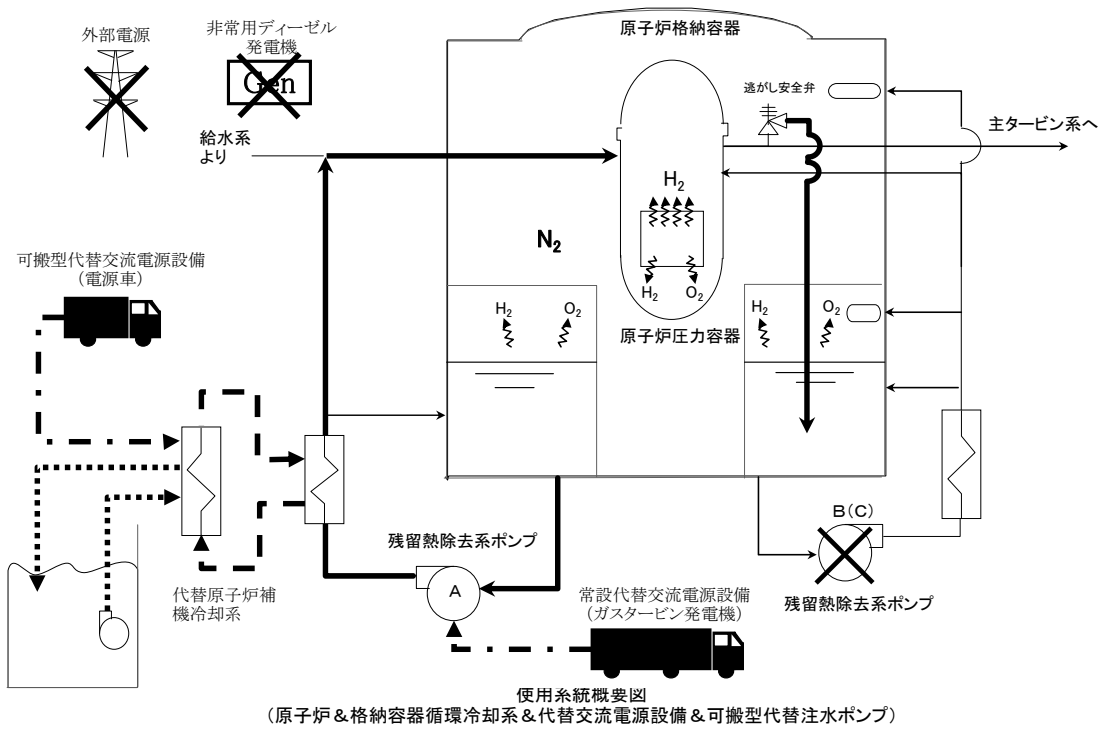 原子炉格納容器
外部電源
非常用ディーゼル
発電機
Gen
逃がし安全弁
給水系
より
主タービン系へ
H₂
N₂
H₂
O₂
可搬型代替交流電源設備
（電源車）
H₂
O₂
H₂
O₂
原子炉圧力容器
B（C）
残留熱除去系ポンプ
A
代替原子炉補
機冷却系
常設代替交流電源設備
（ガスタービン発電機）
残留熱除去系ポンプ
使用系統概要図
（原子炉＆格納容器循環冷却系＆代替交流電源設備＆可搬型代替注水ポンプ）